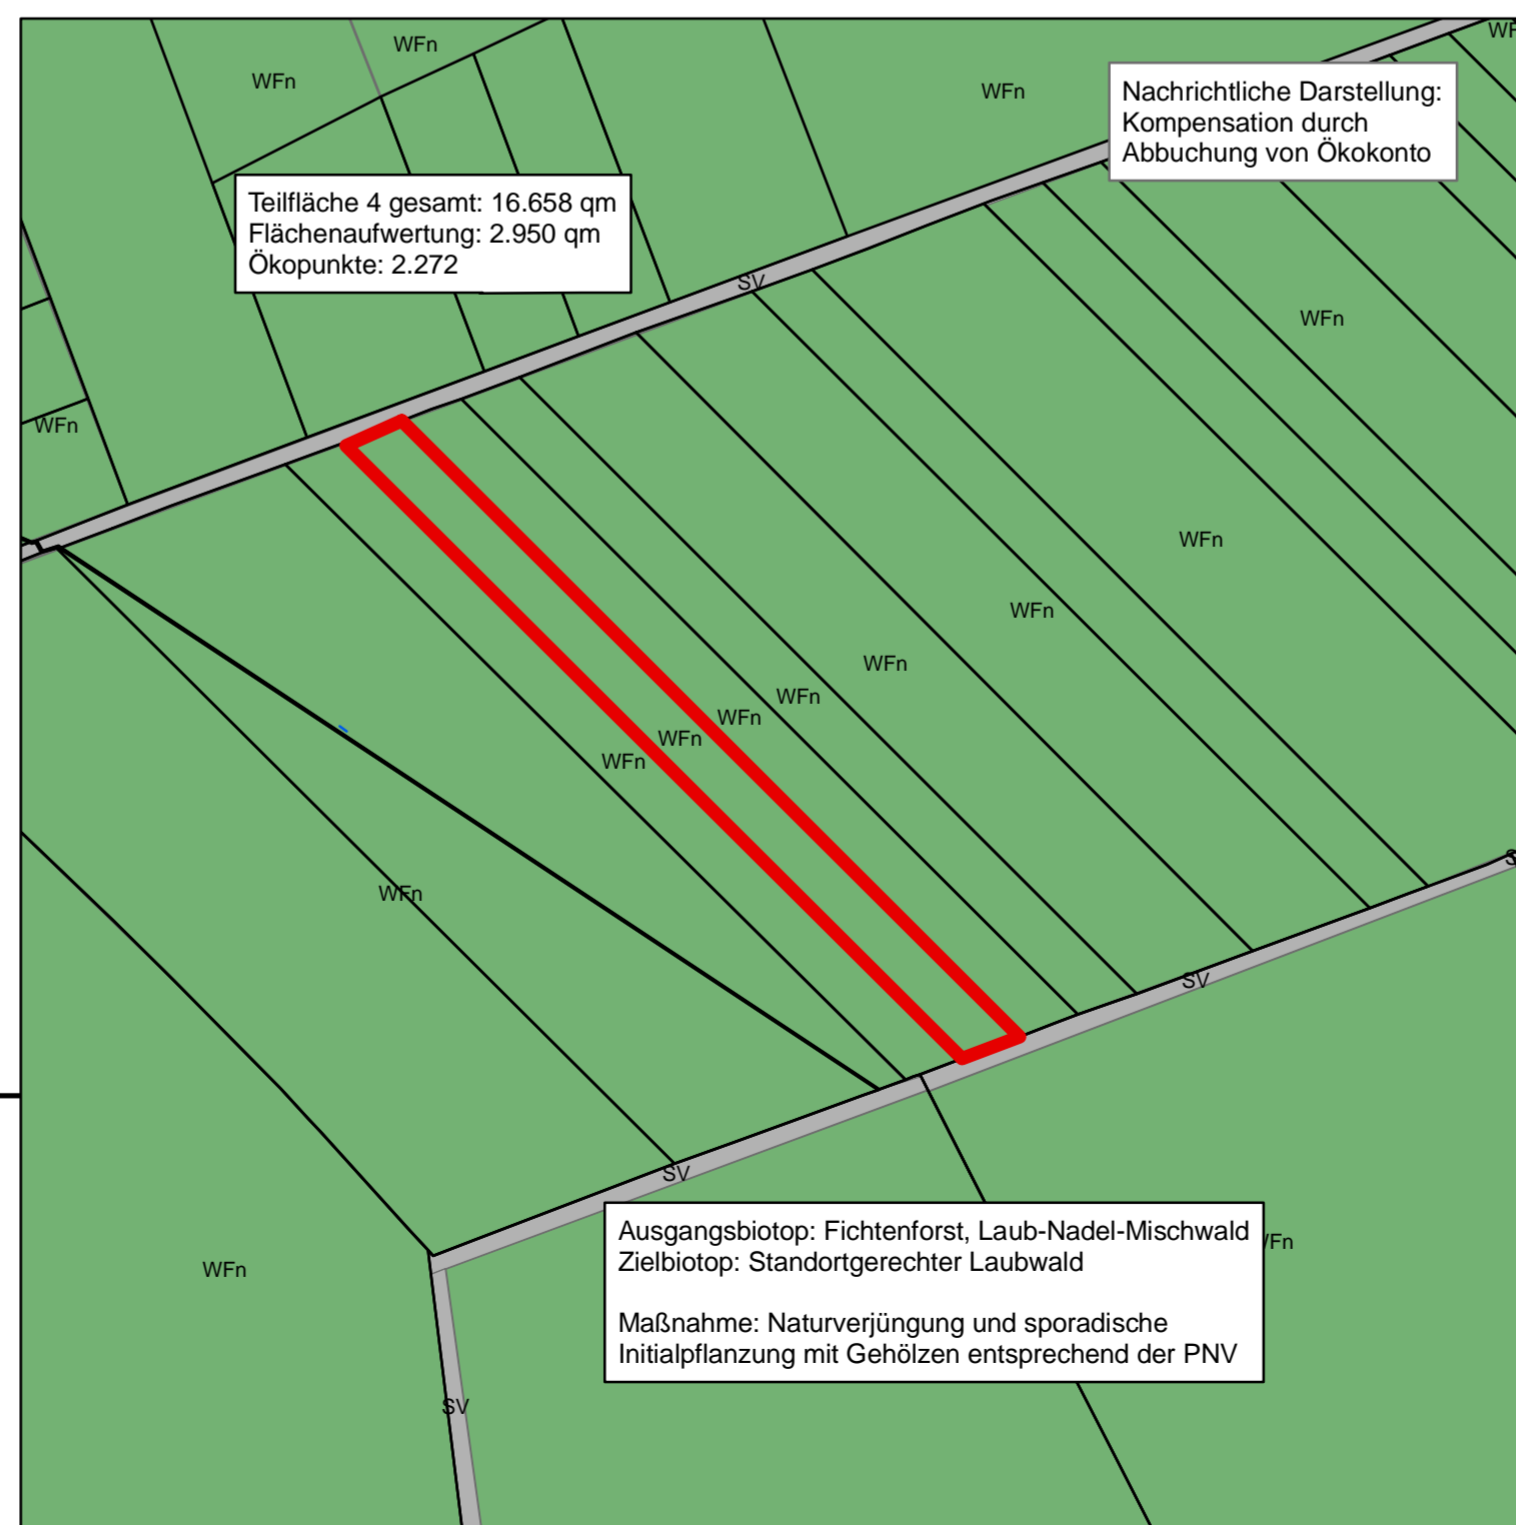 WFn
WFn
WFn
Nachrichtliche Darstellung:
Kompensation durch
Abbuchung von Ökokonto
Teilfläche 4 gesamt: 16.658 qm
Flächenaufwertung: 2.950 qm
Ökopunkte: 2.272
SV
WFn
WFn
WFn
WFn
WFn
WFn
WFn
WFn
WFn
WFn
SV
WFn
SV
Ausgangsbiotop: Fichtenforst, Laub-Nadel-Mischwald
Zielbiotop: Standortgerechter Laubwald
Maßnahme: Naturverjüngung und sporadische
Initialpflanzung mit Gehölzen entsprechend der PNV
WFn
SV